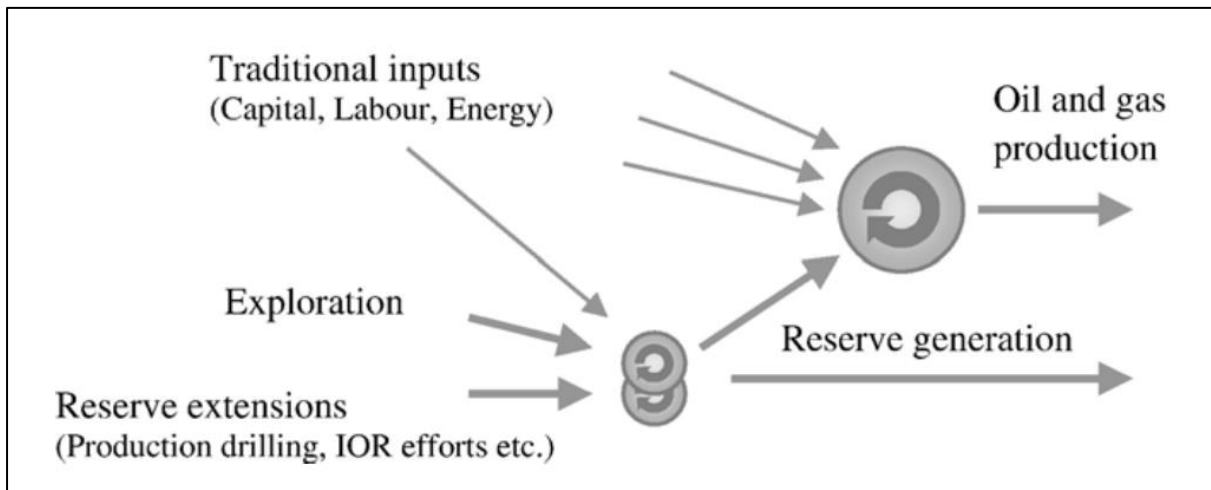 Traditional inputs
(Capital, Labour, Energy)
Oil and gas
production
Exploration
Reserve generation
Reserve extensions
(Production drilling, IOR efforts etc.)